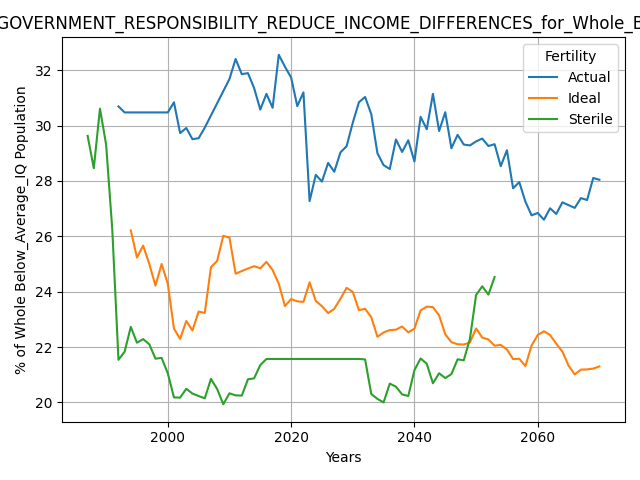 GOVERNMENT_RESPONSIBILITY_REDUCE_INCOME_DIFFERENCES_for_Whole_B
Fertility
Actual
Ideal
Sterile
% of Whole Below_Average_IQ Population
32
30
28
26
24
22
20
2000 2020 2040 2060
Years